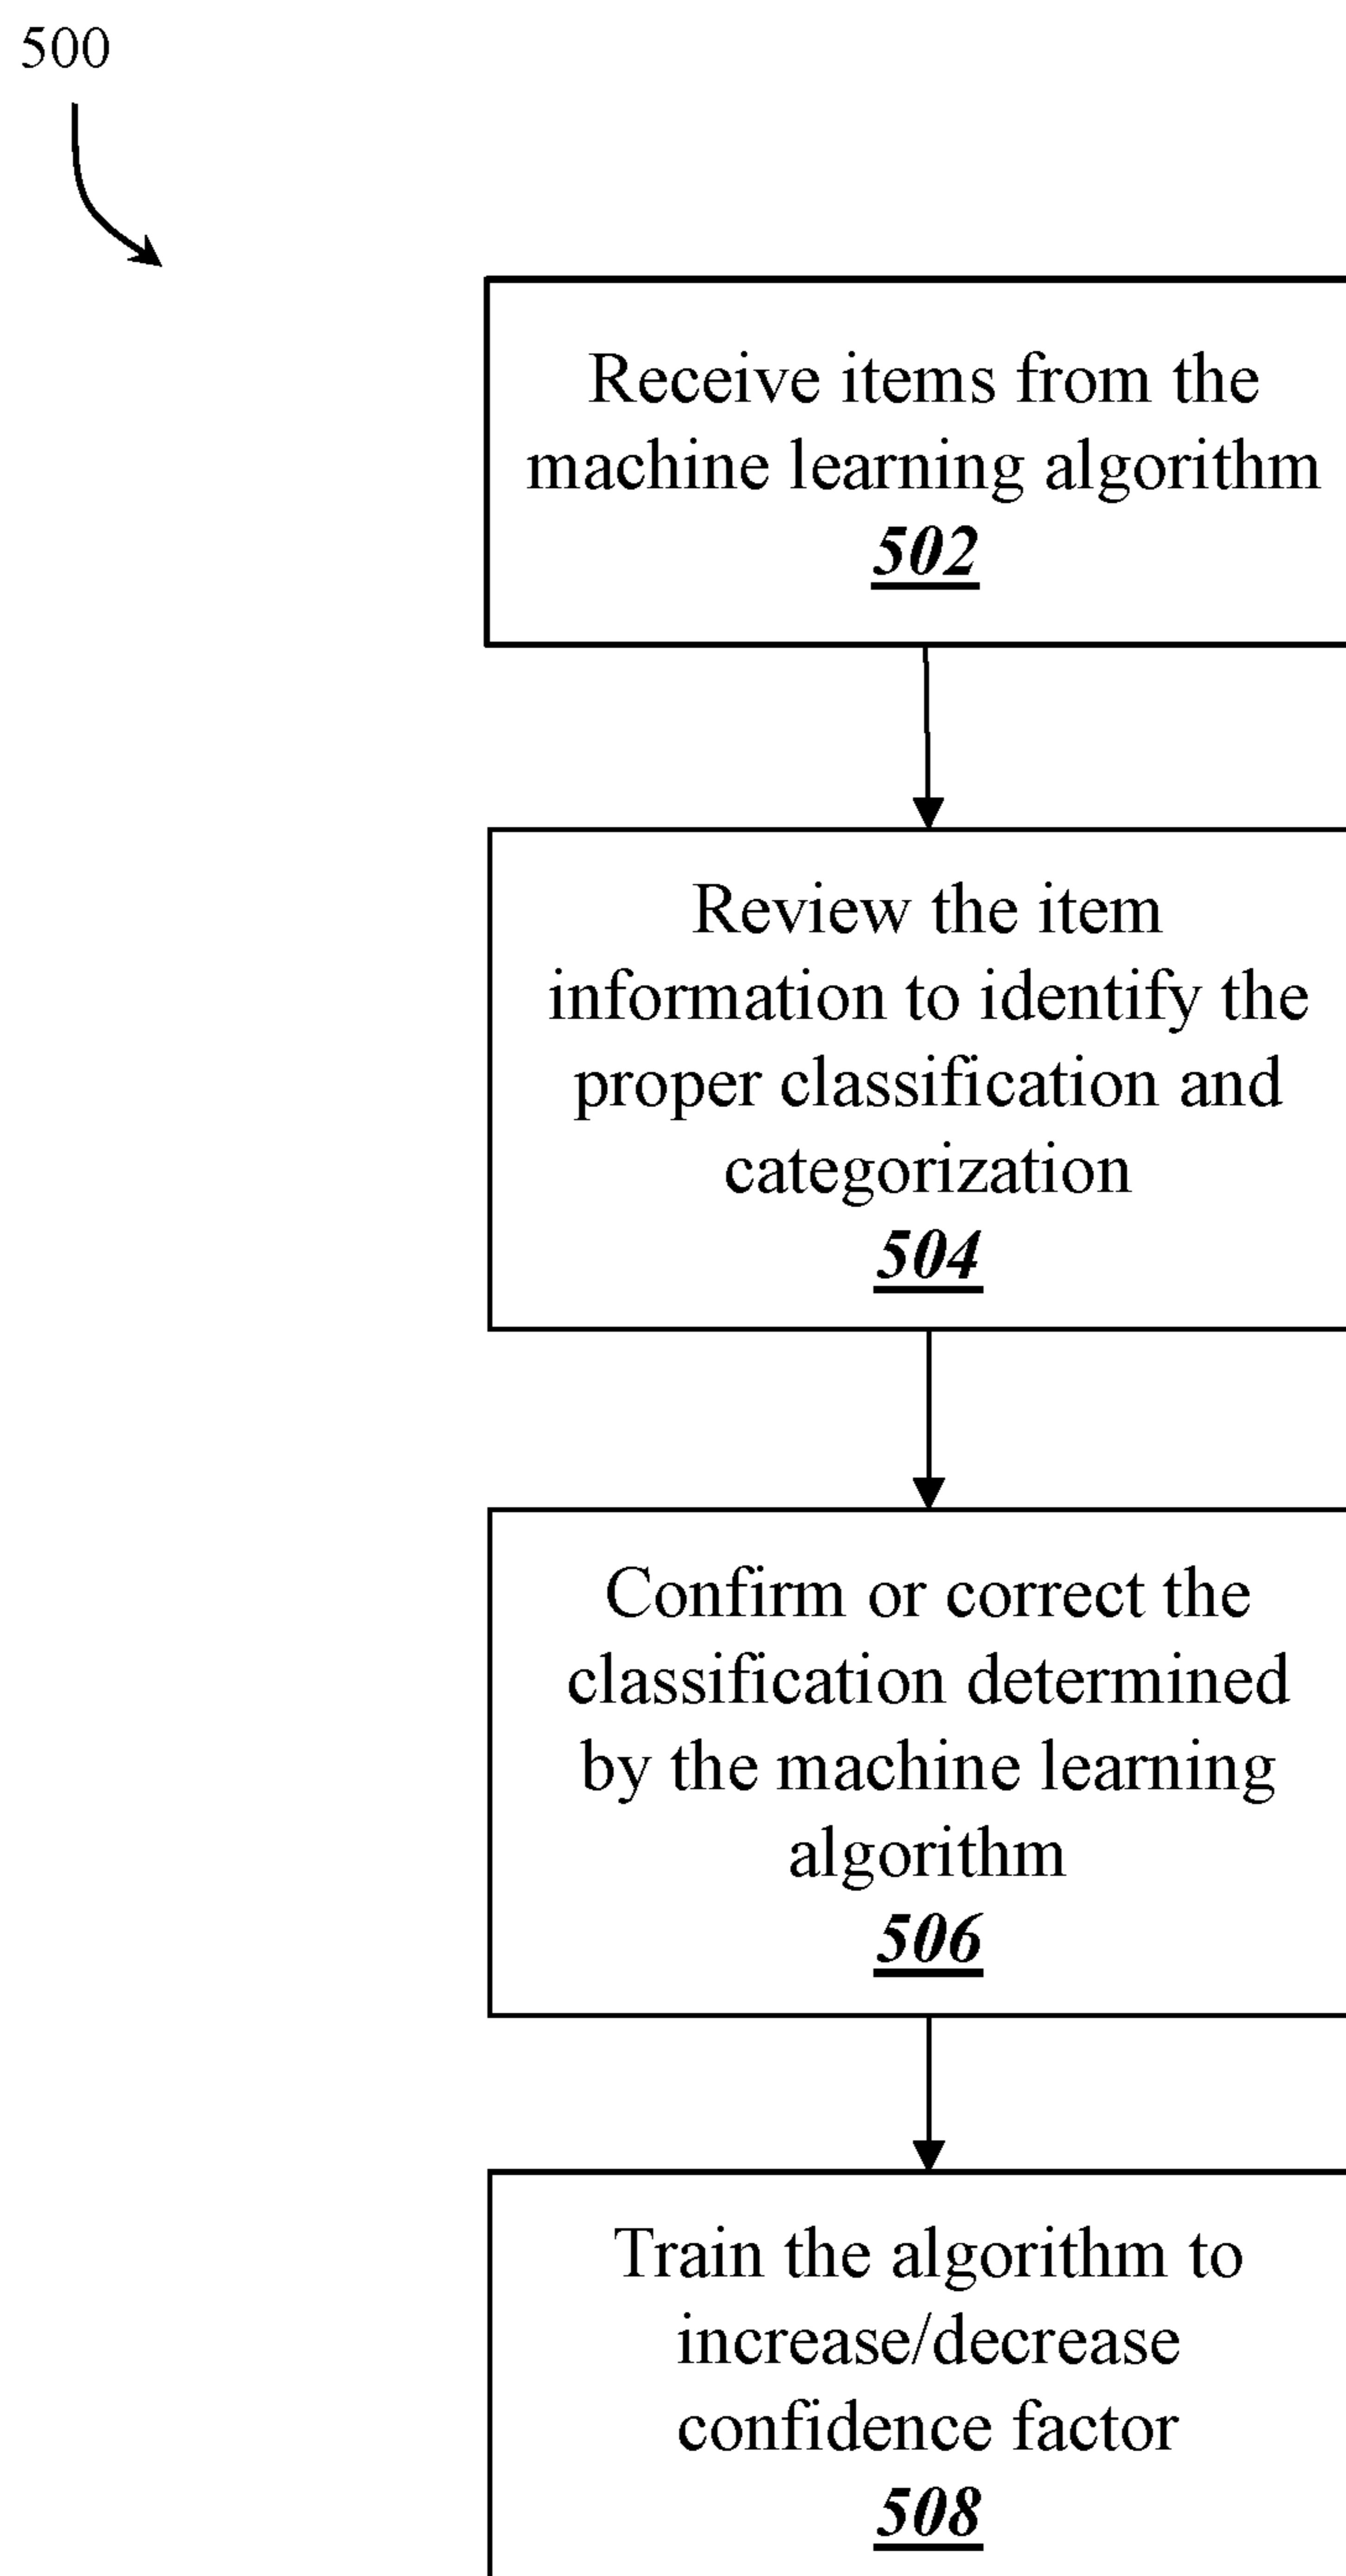 500
Receive items from the
machine learning algorithm
502
Review the item
information to identify the
proper classification and
categorization
504
Confirm or correct the
classification determined
by the machine learning
algorithm
506
Train the algorithm to
increase/decrease
confidence factor
508